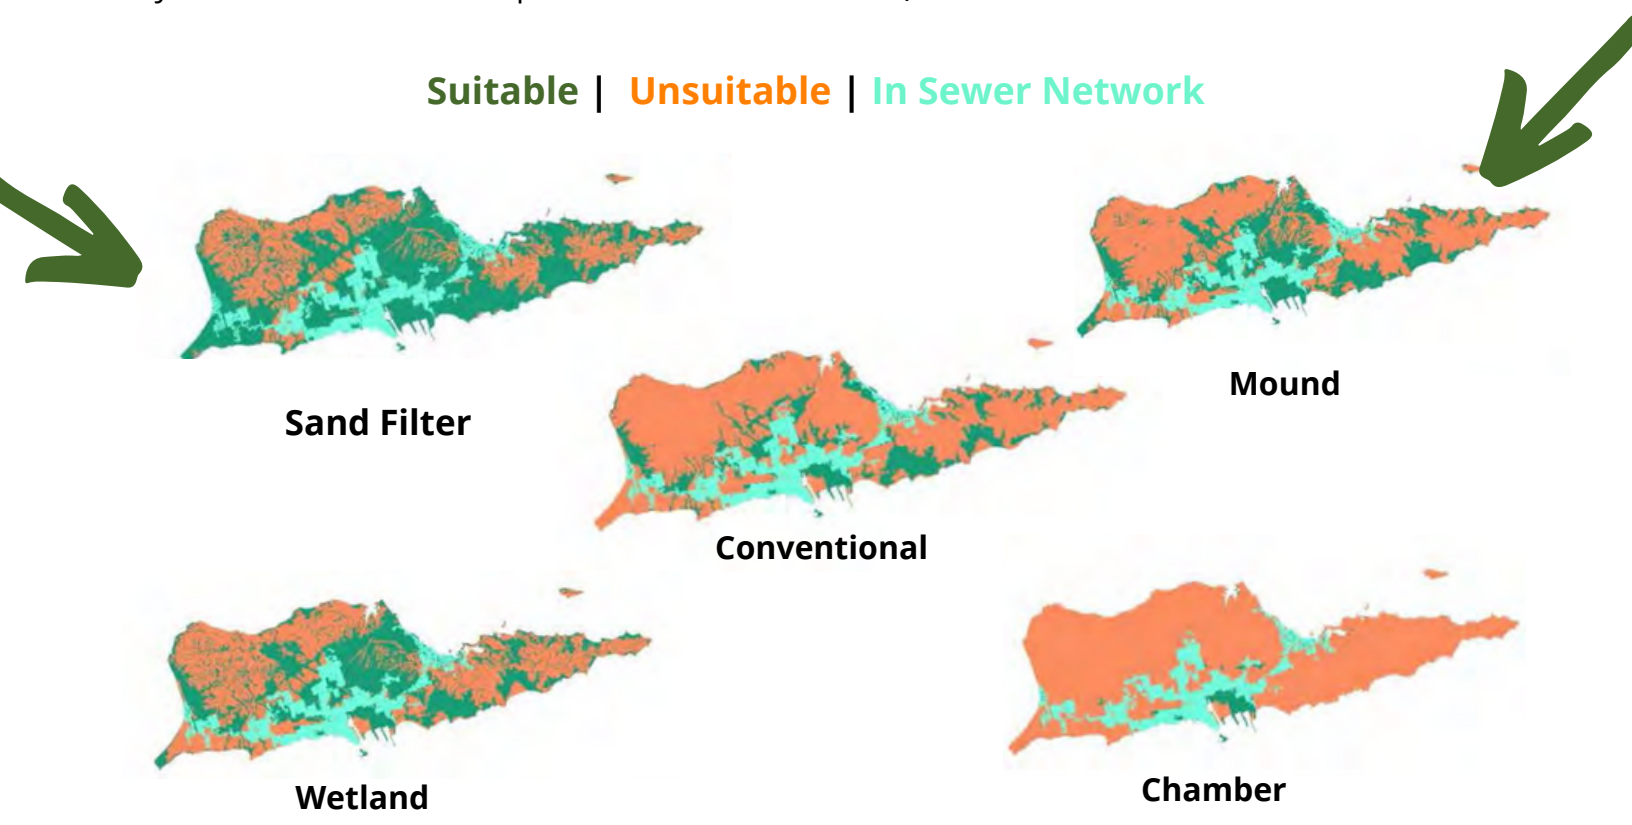 Suitable | Unsuitable | In Sewer Network
Mound
Sand Filter
Conventional
Chamber
Wetland